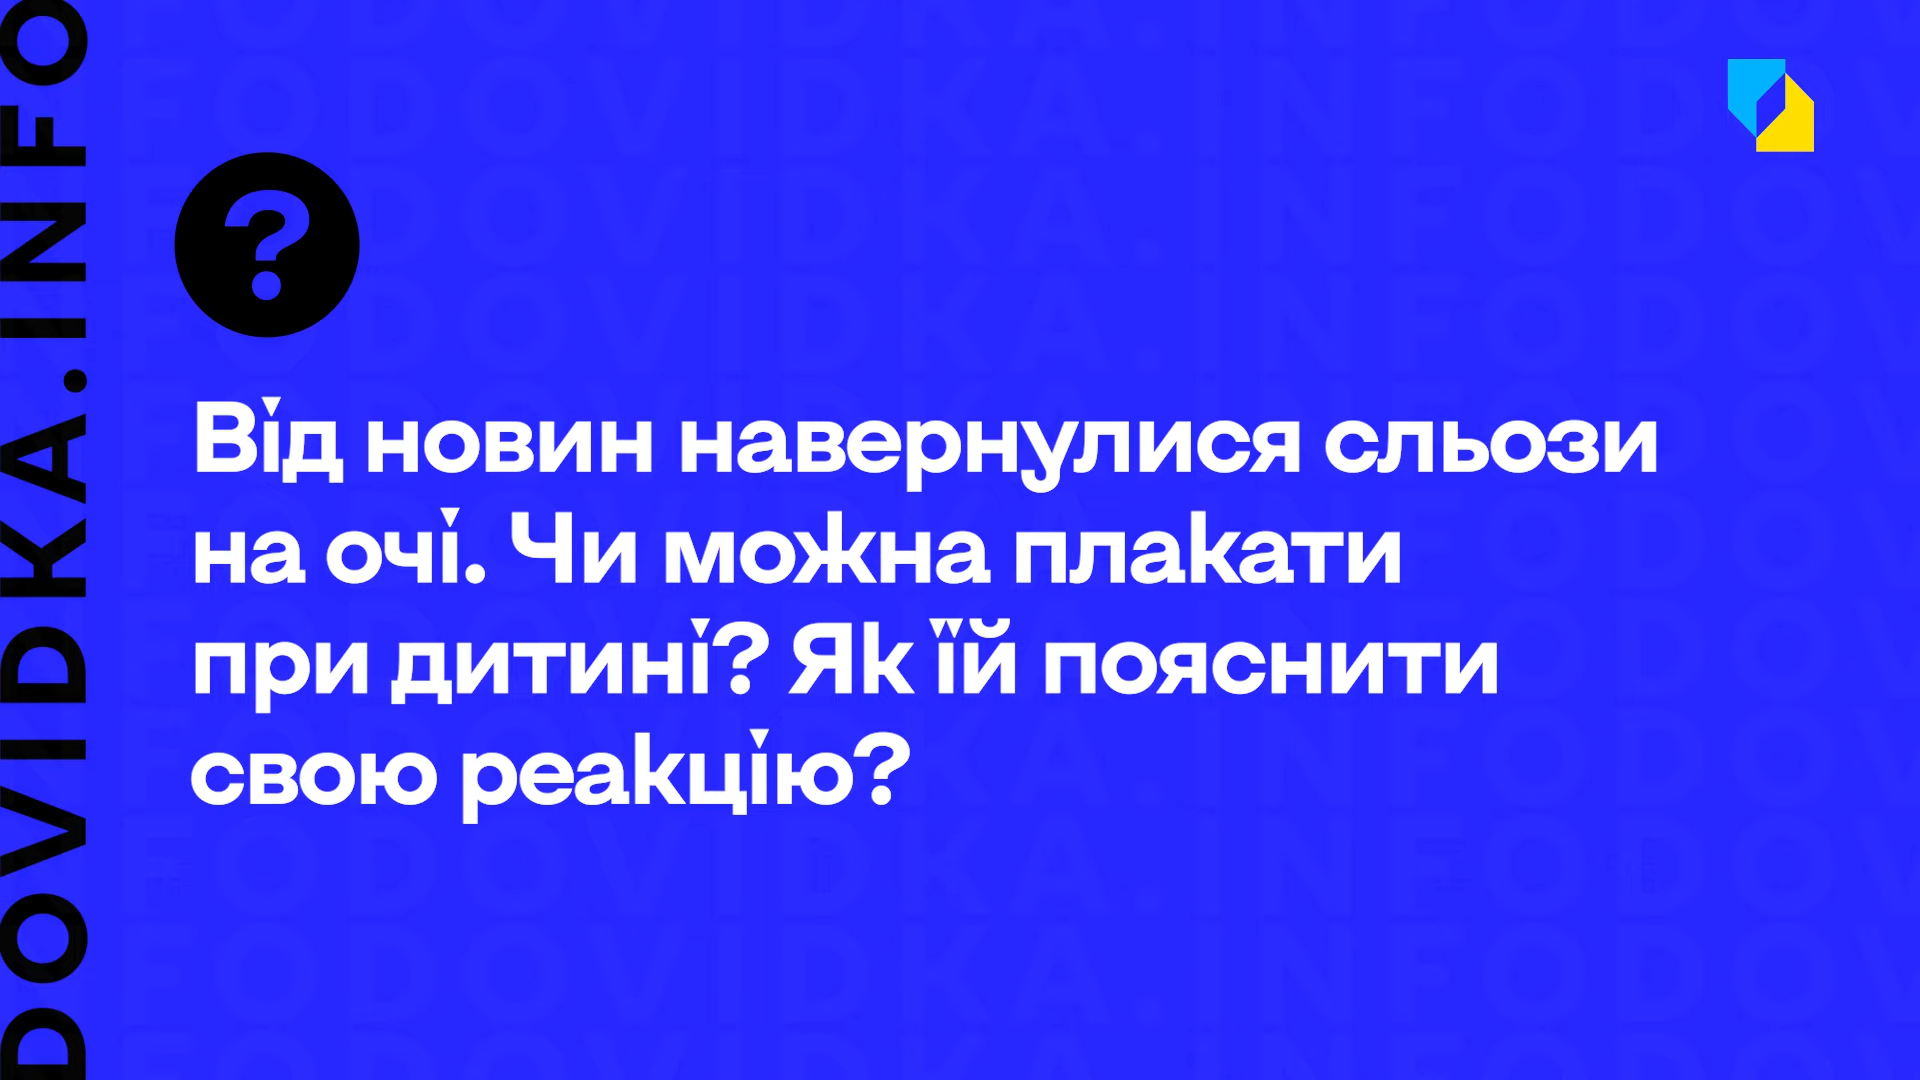 DOVIDKA.INFO
?
Від новин навернулися сльози
на очі. Чи можна плакати
при дитині? Як їй пояснити
свою реакцію?